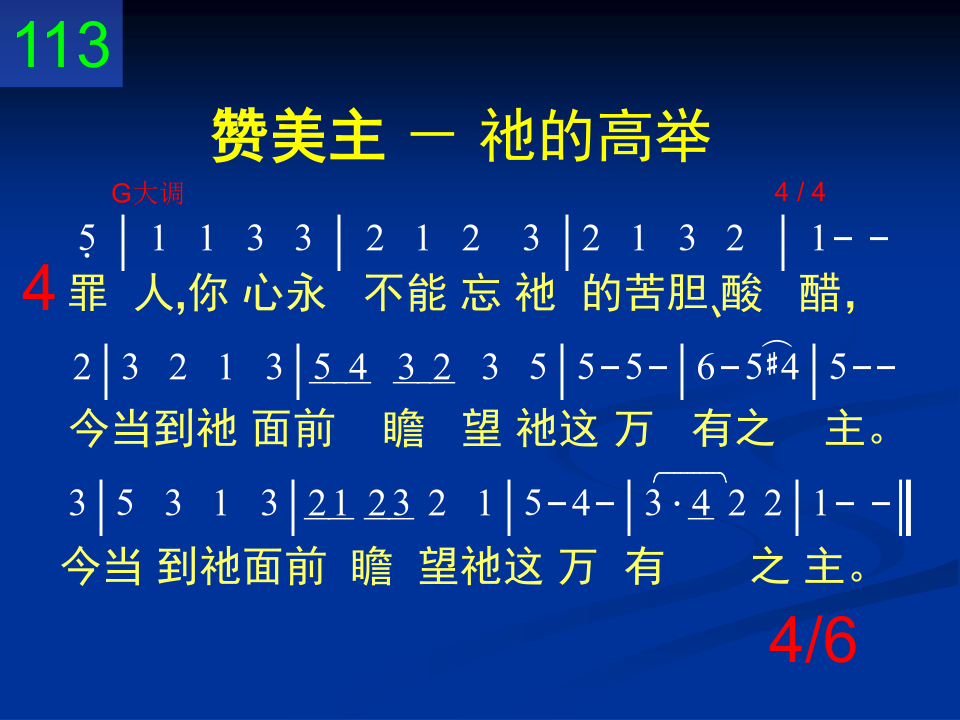 113
赞美主 － 祂的高举
G大调 4 / 4
5̣ | 1 1 3 3 | 2 1 2 3 | 2 1 3 2 | 1 - -
4 罪 人,你 心永 不能 忘 祂 的苦胆、酸 醋，
2 | 3 2 1 3 | 5 4 3 2 3 5 | 5 - 5 - | 6 - 5 #4 | 5 - -
今当到祂 面前 瞻 望 祂这 万 有之 主。
3 | 5 3 1 3 | 2 1 2 3 2 1 | 5 - 4 - | 3 · 4 2 2 | 1 - - ‖
今当 到祂面前 瞻 望祂这 万 有 之 主。
4/6